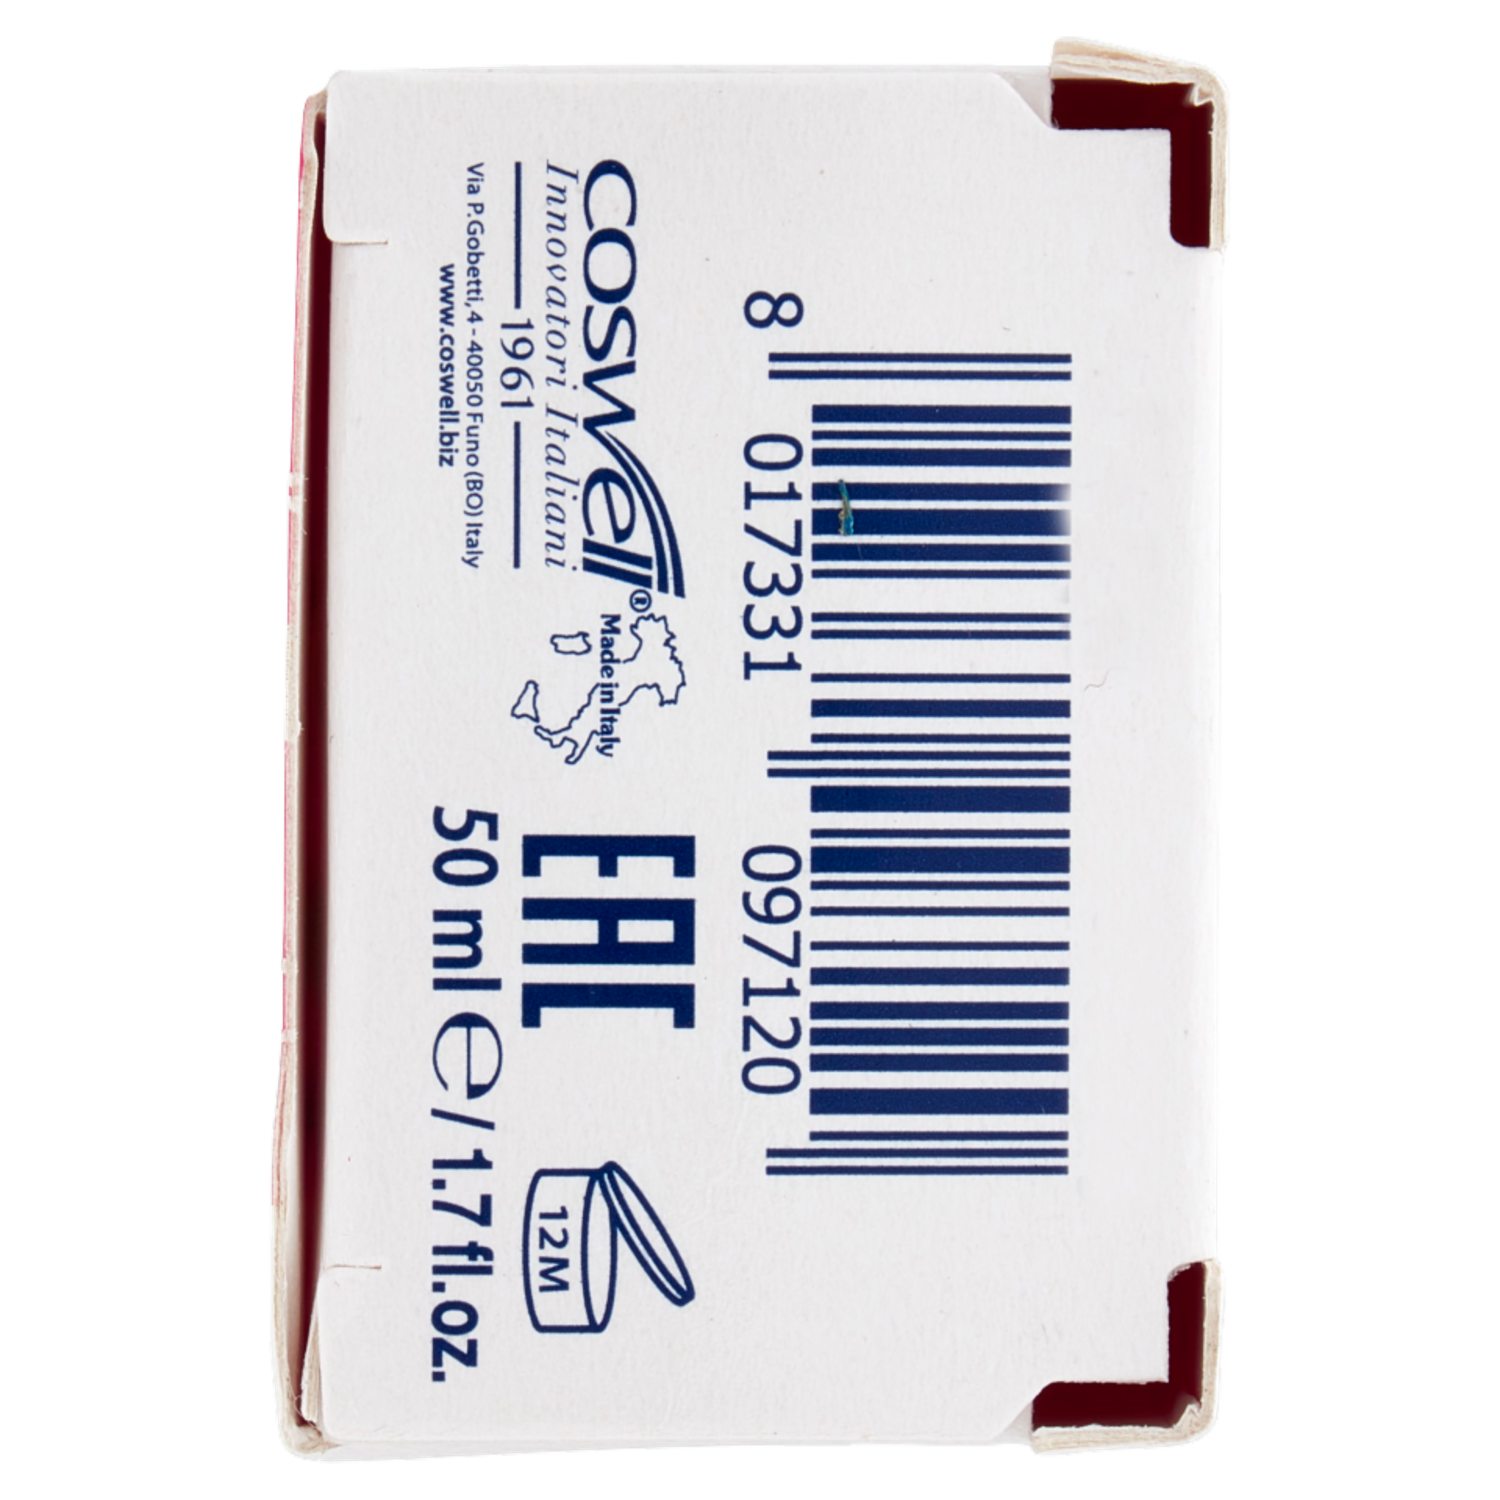 8 017331 097120
coswell®
Innovatori Italiani
1961
Via P.Gobetti, 4 - 40050 Funo (BO) Italy
www.coswell.biz
Made in Italy
EAC
12M
50 ml ℮ / 1.7 fl.oz.